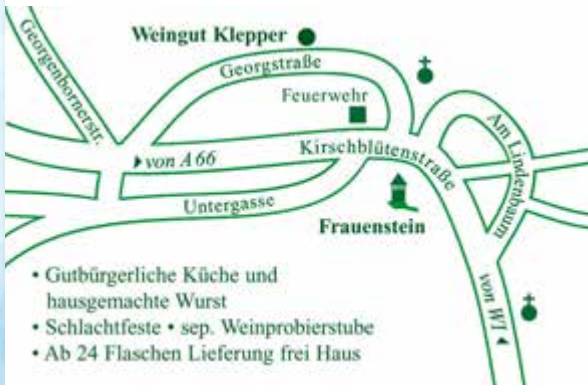 Weingut Klepper
Georgenbornerstr.
Georgstraße
Feuerwehr
von A 66
Kirschblütenstraße
Am Lindenbaum
Untergasse
Frauenstein
von WI
• Gutbürgerliche Küche und
hausgemachte Wurst
• Schlachtfeste • sep. Weinprobierstube
• Ab 24 Flaschen Lieferung frei Haus